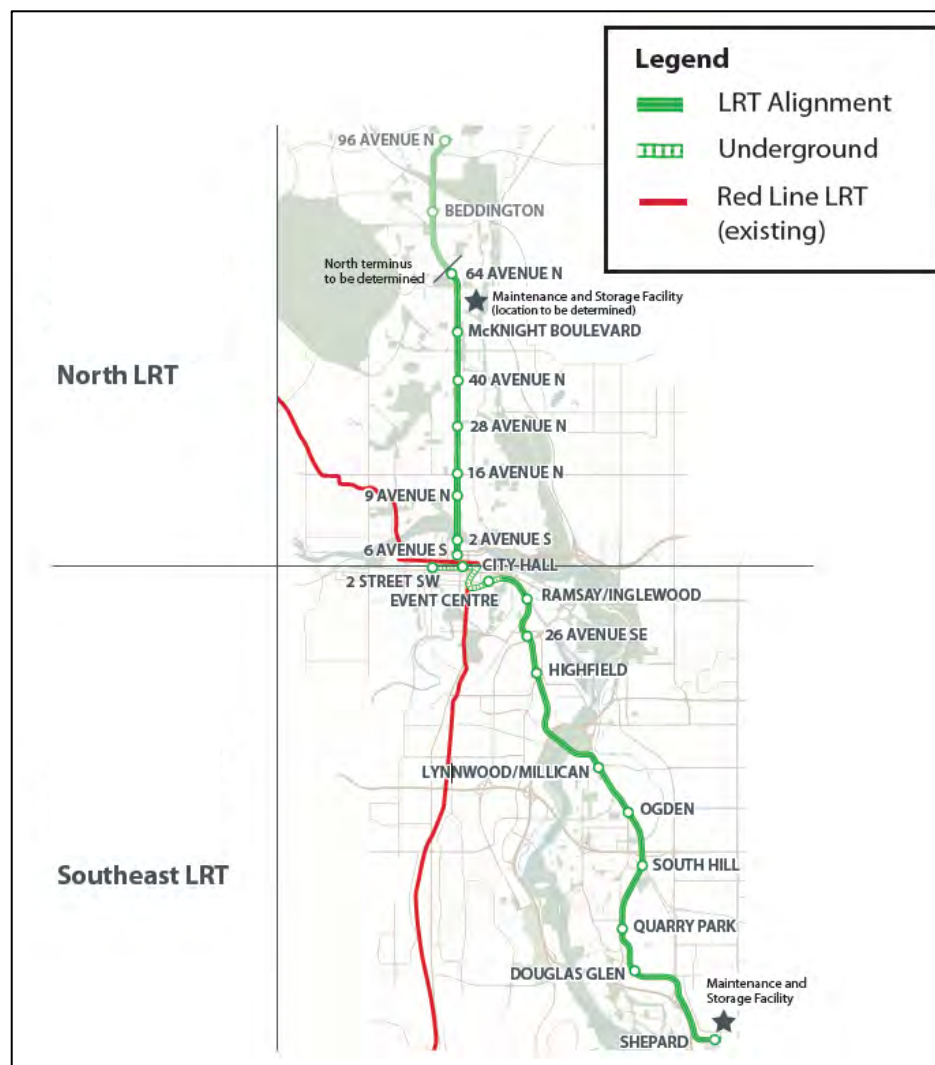 Legend
LRT Alignment
Underground
Red Line LRT
(existing)
96 AVENUE N
BEDDINGTON
North terminus
to be determined
64 AVENUE N
Maintenance and Storage Facility
(location to be determined)
McKNIGHT BOULEVARD
North LRT
40 AVENUE N
28 AVENUE N
16 AVENUE N
9 AVENUE N
2 AVENUE S
6 AVENUE S
CITY HALL
2 STREET SW
EVENT CENTRE
RAMSAY/INGLEWOOD
26 AVENUE SE
HIGHFIELD
LYNNWOOD/MILLICAN
OGDEN
Southeast LRT
SOUTH HILL
QUARRY PARK
DOUGLAS GLEN
Maintenance and
Storage Facility
SHEPARD